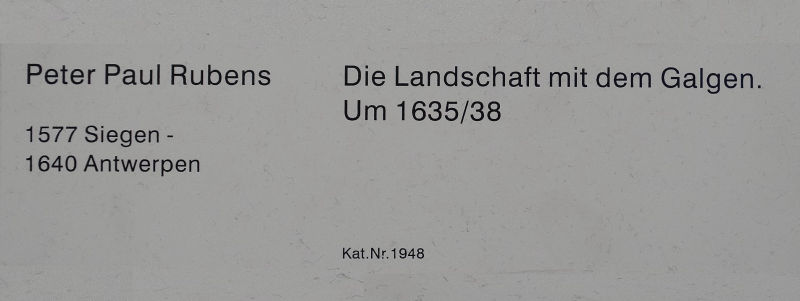 Peter Paul Rubens
1577 Siegen -
1640 Antwerpen
Die Landschaft mit dem Galgen.
Um 1635/38
Kat.Nr.1948